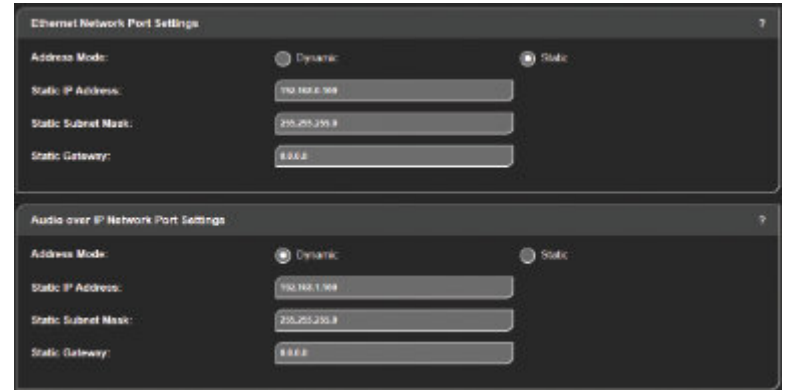 Ethernet Network Port Settings ?
Address Mode: Dynamic Static
Static IP Address: 192.168.0.100
Static Subnet Mask: 255.255.255.0
Static Gateway: 0.0.0.0
Audio over IP Network Port Settings ?
Address Mode: Dynamic Static
Static IP Address: 192.168.1.100
Static Subnet Mask: 255.255.255.0
Static Gateway: 0.0.0.0